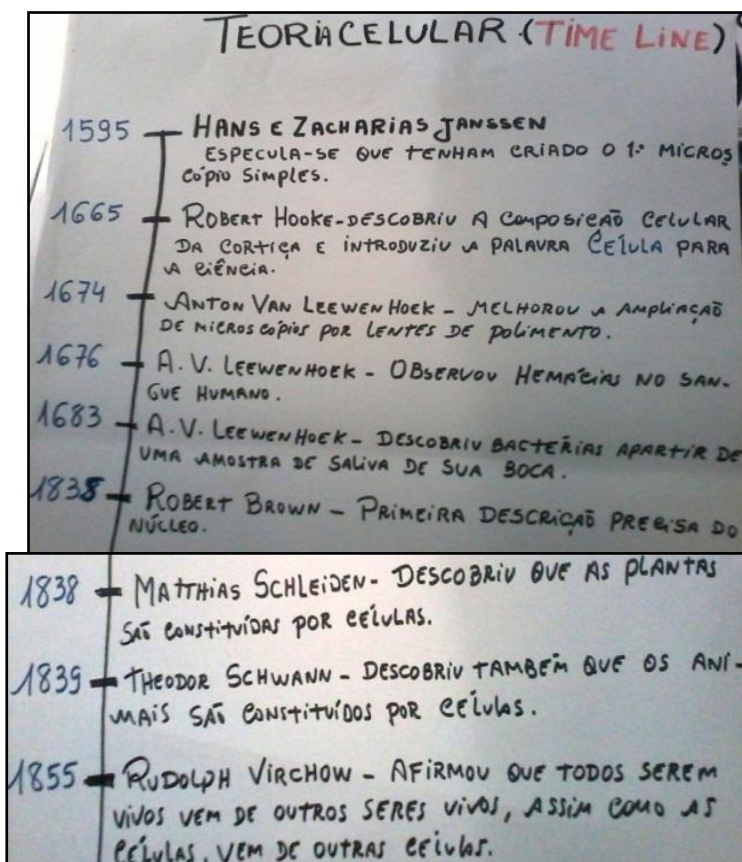 TEORIA CELULAR (TIME LINE)
1595 HANS E ZACHARIAS JANSSEN
ESPECULA-SE QUE TENHAM CRIADO O 1º MICROS
CÓPIO SIMPLES.
1665 ROBERT HOOKE-DESCOBRIU A COMPOSIÇÃO CELULAR
DA CORTIÇA E INTRODUZIU A PALAVRA CÉLULA PARA
A CIÊNCIA.
1674 ANTON VAN LEEWENHOEK - MELHOROU A AMPLIAÇÃO
DE MICROSCÓPIOS POR LENTES DE POLIMENTO.
1676 A. V. LEEWENHOEK - OBSERVOU HEMÁCIAS NO SAN-
GUE HUMANO.
1683 A. V. LEEWENHOEK - DESCOBRIU BACTÉRIAS APARTIR DE
UMA AMOSTRA DE SALIVA DE SUA BOCA.
1838 ROBERT BROWN - PRIMEIRA DESCRIÇÃO PRECISA DO
NÚCLEO.
1838 MATTHIAS SCHLEIDEN - DESCOBRIU QUE AS PLANTAS
SÃO CONSTITUÍDAS POR CÉLULAS.
1839 THEODOR SCHWANN - DESCOBRIU TAMBÉM QUE OS ANI-
MAIS SÃO CONSTITUÍDOS POR CÉLULAS.
1855 RUDOLPH VIRCHOW - AFIRMOU QUE TODOS SEREM
VIVOS VEM DE OUTROS SERES VIVOS, ASSIM COMO AS
CÉLULAS, VEM DE OUTRAS CÉLULAS.